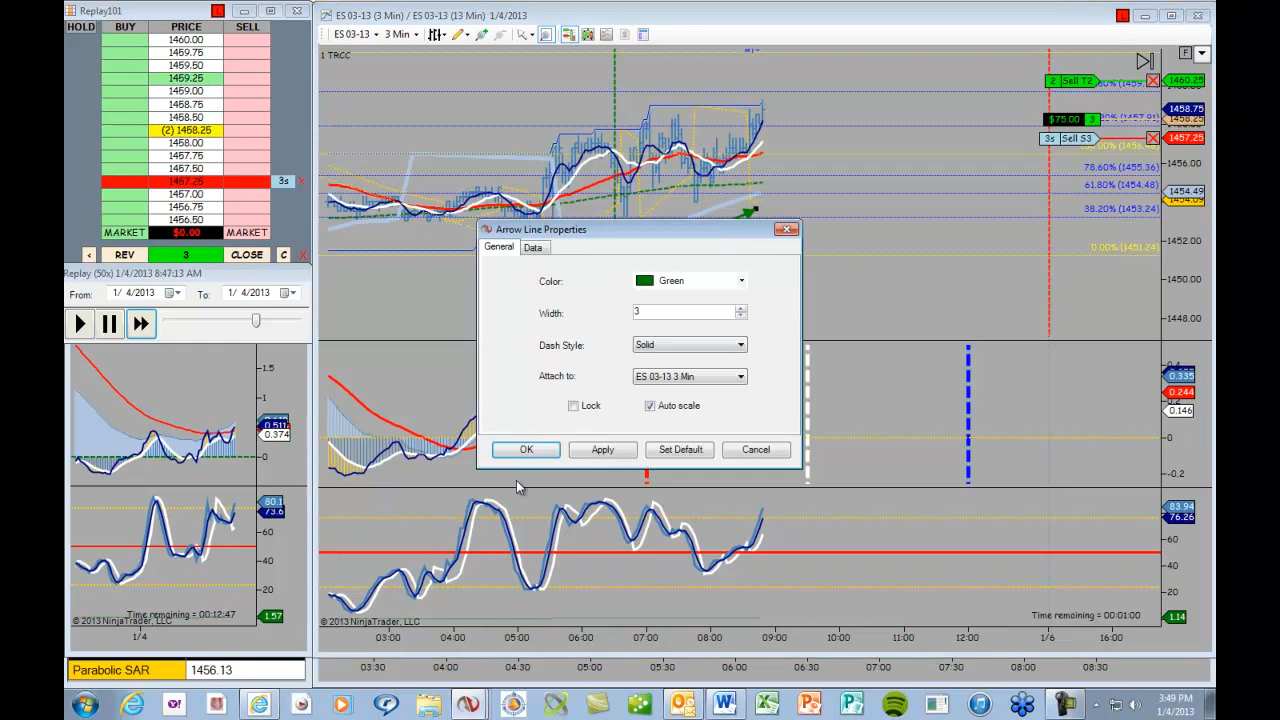 Replay101
L
HOLD BUY PRICE SELL
1460.00
1459.75
1459.50
1459.25
1459.00
1458.75
1458.50
(2) 1458.25
1458.00
1457.75
1457.50
1457.25 3s
1457.00
1456.75
1456.50
MARKET $0.00 MARKET
< REV 3 CLOSE C
Replay (50x) 1/4/2013 8:47:13 AM
From: 1/ 4/2013 To: 1/ 4/2013
1.5
1
0.511
0.374
0
80.1
73.6
60
40
20
Time remaining = 00:12:47
1.57
© 2013 NinjaTrader, LLC
1/4
Parabolic SAR 1456.13
ES 03-13 (3 Min) / ES 03-13 (13 Min) 1/4/2013
L
ES 03-13 3 Min
1 TRCC
F
2 Sell T2
1460.25
1458.75
$75.00 3
1458.25
3s Sell S3
1457.25
1456.00
78.60% (1455.36)
61.80% (1454.48)
1454.49
1454.09
38.20% (1453.24)
1452.00
0.00% (1451.24)
1450.00
1448.00
Arrow Line Properties
General Data
Color: Green
Width: 3
Dash Style: Solid
Attach to: ES 03-13 3 Min
Lock Auto scale
OK Apply Set Default Cancel
0.335
0.244
0.146
0
-0.2
83.94
76.26
60
40
20
Time remaining = 00:01:00
1.14
© 2013 NinjaTrader, LLC
03:00 04:00 05:00 06:00 07:00 08:00 09:00 10:00 11:00 12:00 1/6 16:00
03:30 04:00 04:30 05:00 05:30 06:00 06:30 07:00 07:30 08:00 08:30
3:49 PM
1/4/2013